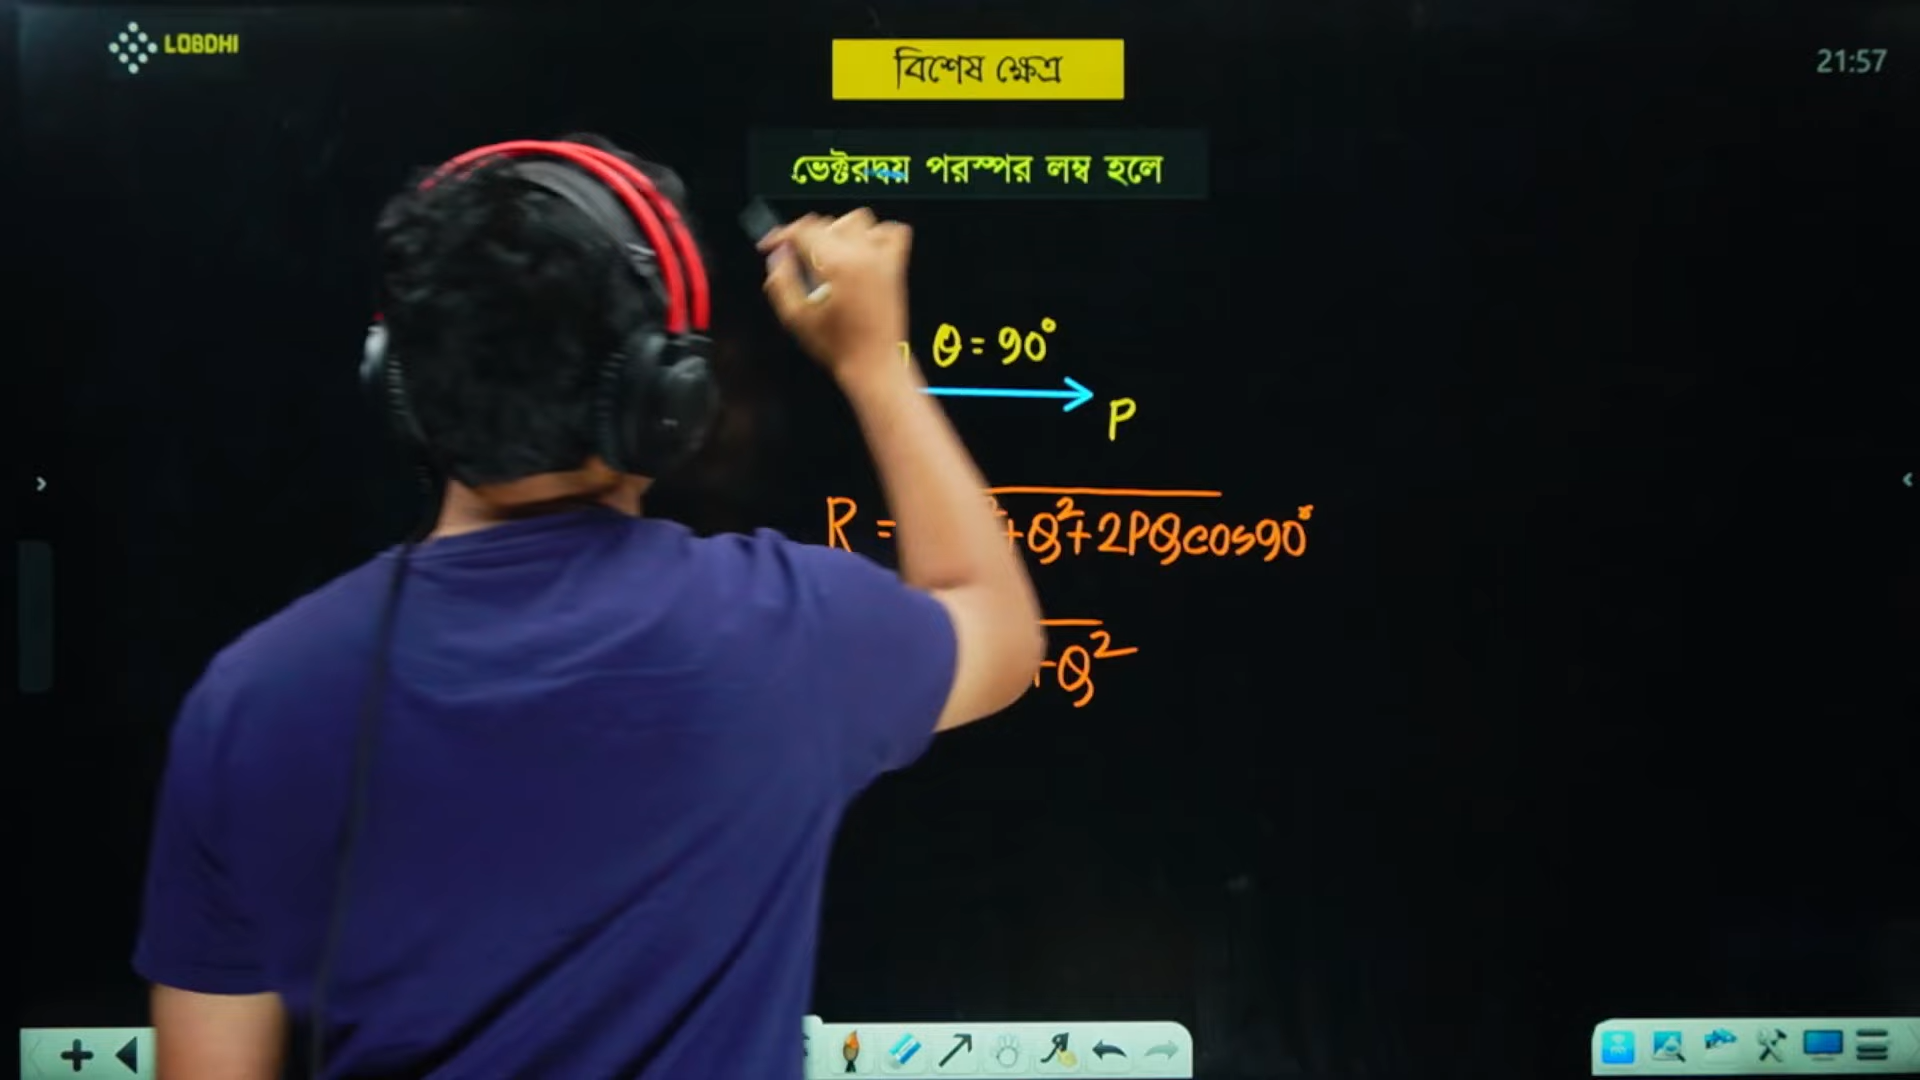 LOBDHI
21:57
বিশেষ ক্ষেত্র
ভেক্টরদ্বয় পরস্পর লম্ব হলে
θ = 90°
P
R = +Q²+2PQcos90°
+Q²